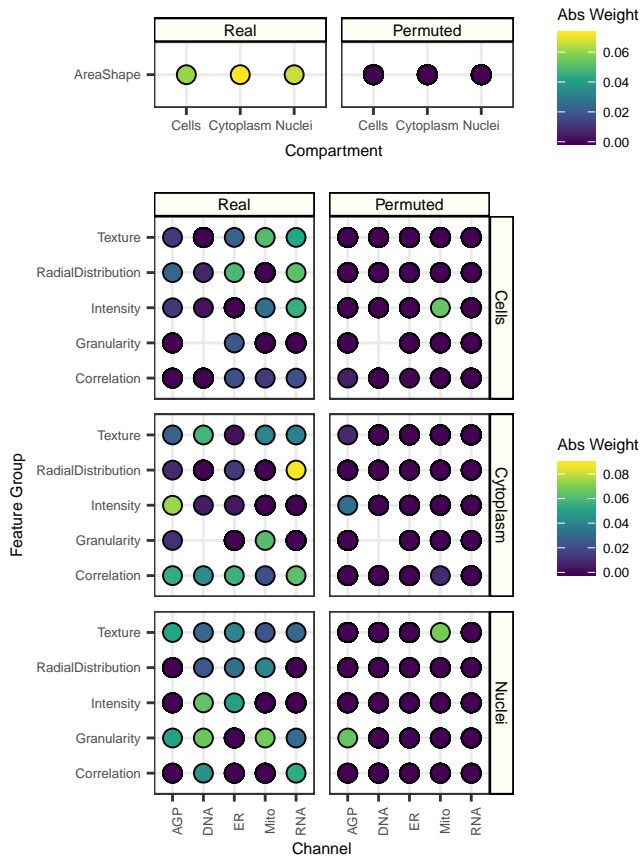 Real Permuted
AreaShape
Cells Cytoplasm Nuclei Cells Cytoplasm Nuclei
Compartment
Abs Weight
0.06
0.04
0.02
0.00
Real Permuted
Feature Group
Texture
RadialDistribution
Intensity
Granularity
Correlation
Cells
Texture
RadialDistribution
Intensity
Granularity
Correlation
Cytoplasm
Texture
RadialDistribution
Intensity
Granularity
Correlation
Nuclei
AGP DNA ER Mito RNA AGP DNA ER Mito RNA
Channel
Abs Weight
0.08
0.06
0.04
0.02
0.00